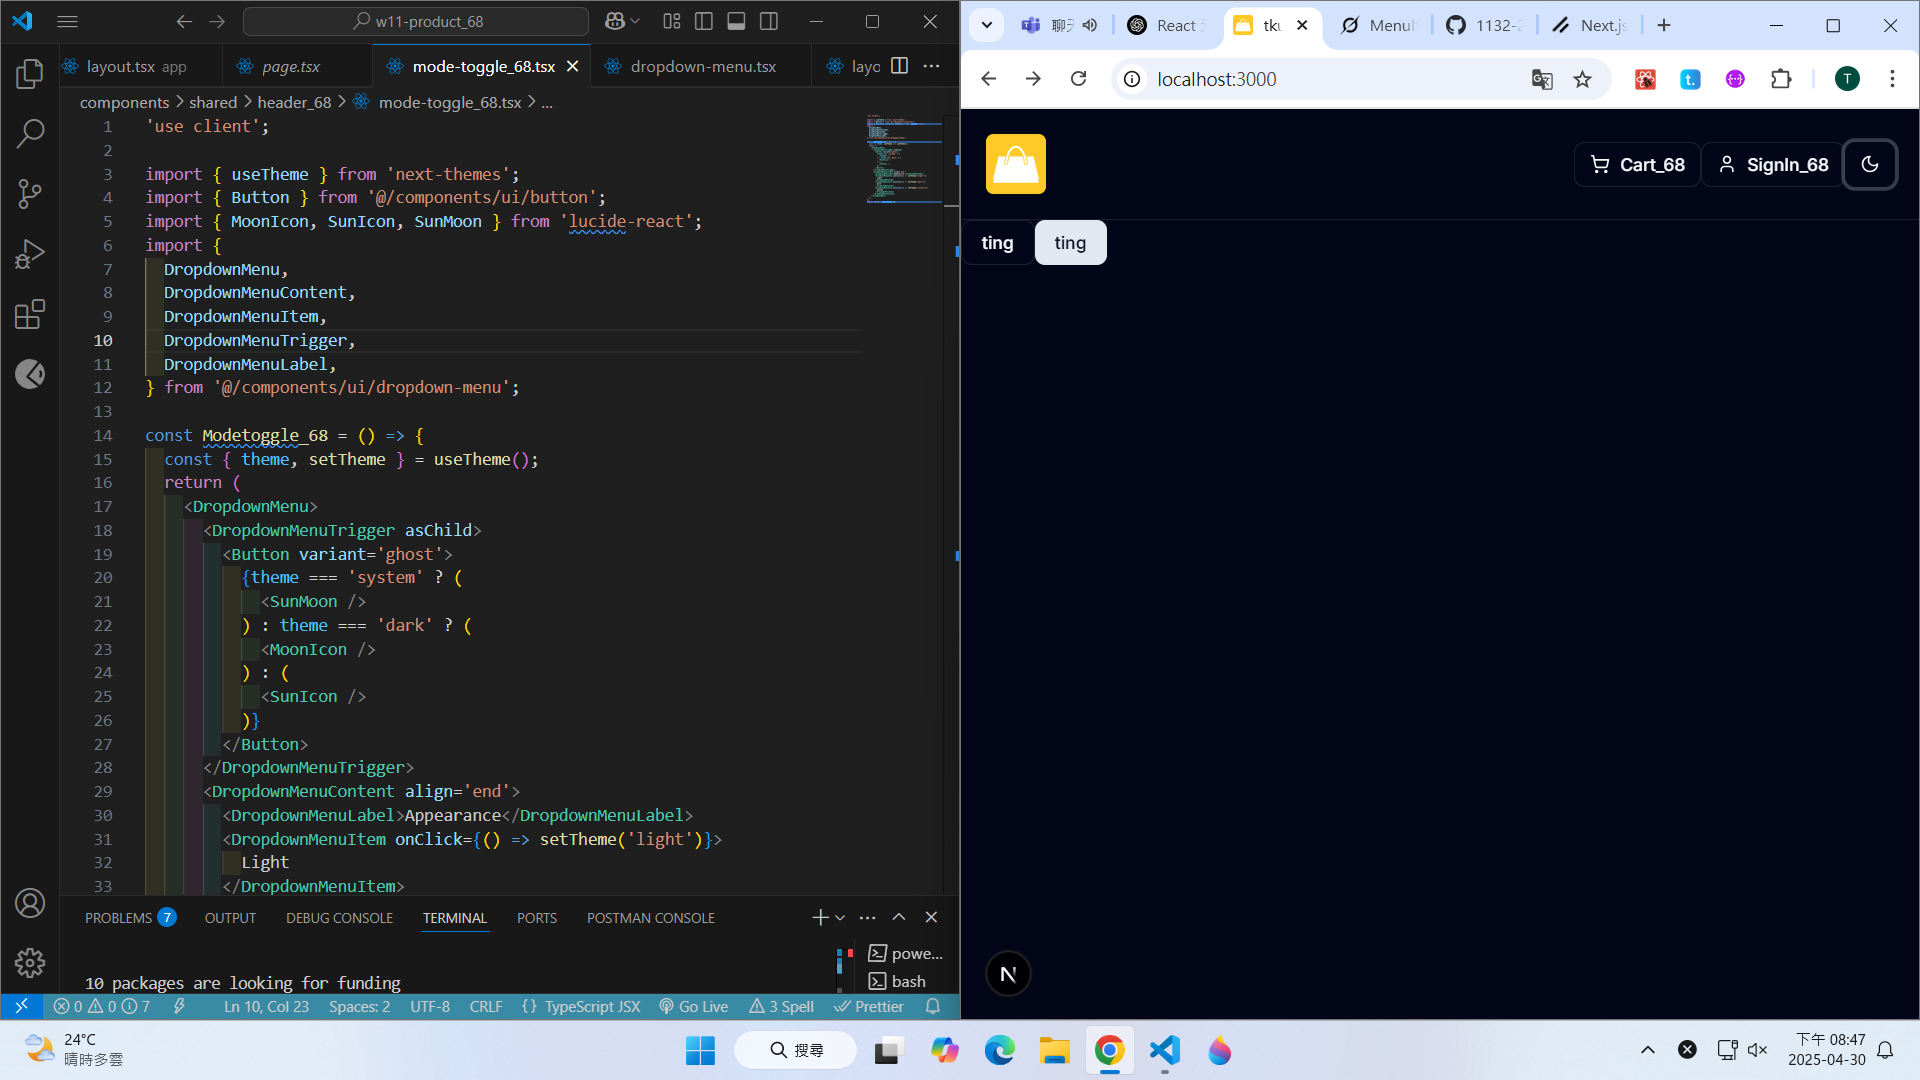 w11-product_68
layout.tsx app
page.tsx
mode-toggle_68.tsx
dropdown-menu.tsx
layo
components > shared > header_68 > mode-toggle_68.tsx > ...
1 'use client';
2
3 import { useTheme } from 'next-themes';
4 import { Button } from '@/components/ui/button';
5 import { MoonIcon, SunIcon, SunMoon } from 'lucide-react';
6 import {
7 DropdownMenu,
8 DropdownMenuContent,
9 DropdownMenuItem,
10 DropdownMenuTrigger,
11 DropdownMenuLabel,
12 } from '@/components/ui/dropdown-menu';
13
14 const Modetoggle_68 = () => {
15 const { theme, setTheme } = useTheme();
16 return (
17 <DropdownMenu>
18 <DropdownMenuTrigger asChild>
19 <Button variant='ghost'>
20 {theme === 'system' ? (
21 <SunMoon />
22 ) : theme === 'dark' ? (
23 <MoonIcon />
24 ) : (
25 <SunIcon />
26 )}
27 </Button>
28 </DropdownMenuTrigger>
29 <DropdownMenuContent align='end'>
30 <DropdownMenuLabel>Appearance</DropdownMenuLabel>
31 <DropdownMenuItem onClick={() => setTheme('light')}>
32 Light
33 </DropdownMenuItem>
PROBLEMS 7 OUTPUT DEBUG CONSOLE TERMINAL PORTS POSTMAN CONSOLE
10 packages are looking for funding
powe...
bash
0 0 7 Ln 10, Col 23 Spaces: 2 UTF-8 CRLF {} TypeScript JSX Go Live 3 Spell Prettier
聊天
React
tku
MenuI
1132-2
Next.js
localhost:3000
T
Cart_68
SignIn_68
ting
ting
N
24°C
晴時多雲
搜尋
下午 08:47
2025-04-30